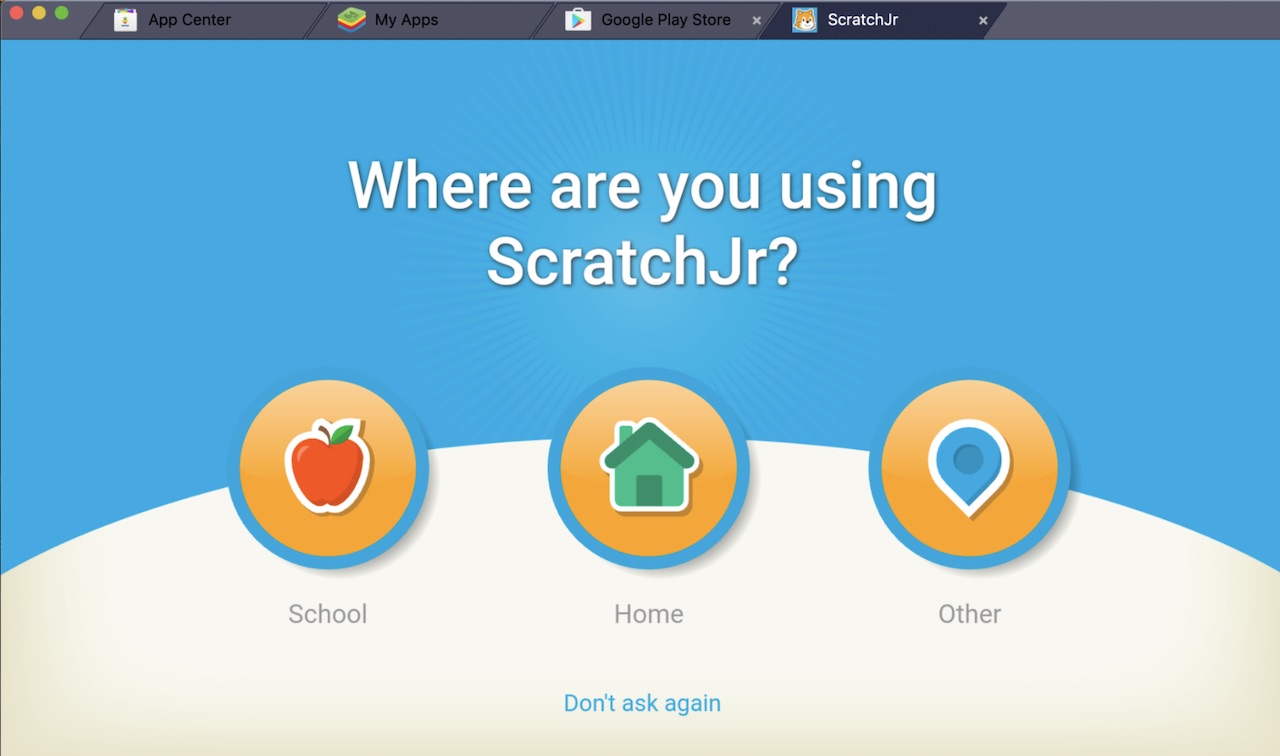 App Center
My Apps
Google Play Store
ScratchJr
Where are you using
ScratchJr?
School
Home
Other
Don't ask again